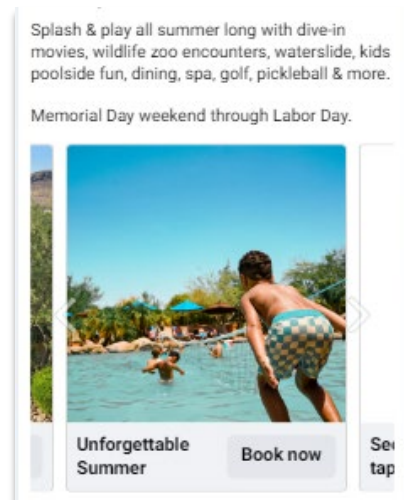 Splash & play all summer long with dive-in
movies, wildlife zoo encounters, waterslide, kids
poolside fun, dining, spa, golf, pickleball & more.
Memorial Day weekend through Labor Day.
Unforgettable
Summer
Book now